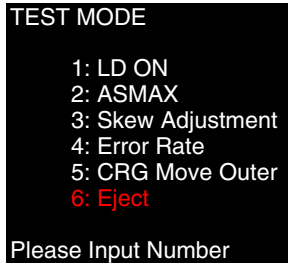 TEST MODE
1: LD ON
2: ASMAX
3: Skew Adjustment
4: Error Rate
5: CRG Move Outer
6: Eject
Please Input Number